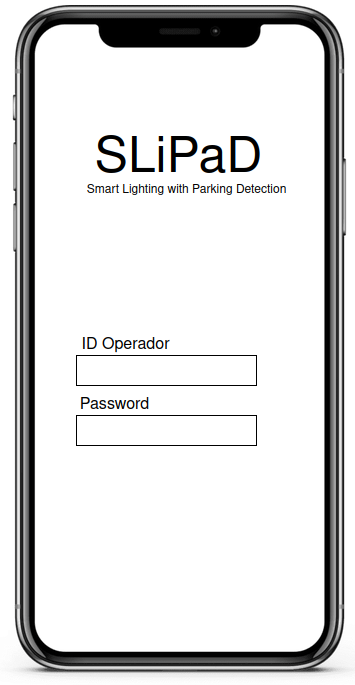 SLiPaD
Smart Lighting with Parking Detection
ID Operador
Password